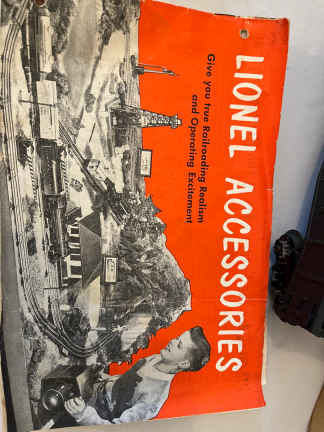 LIONEL ACCESSORIES
Give you true Railroading Realism
and Operating Excitement